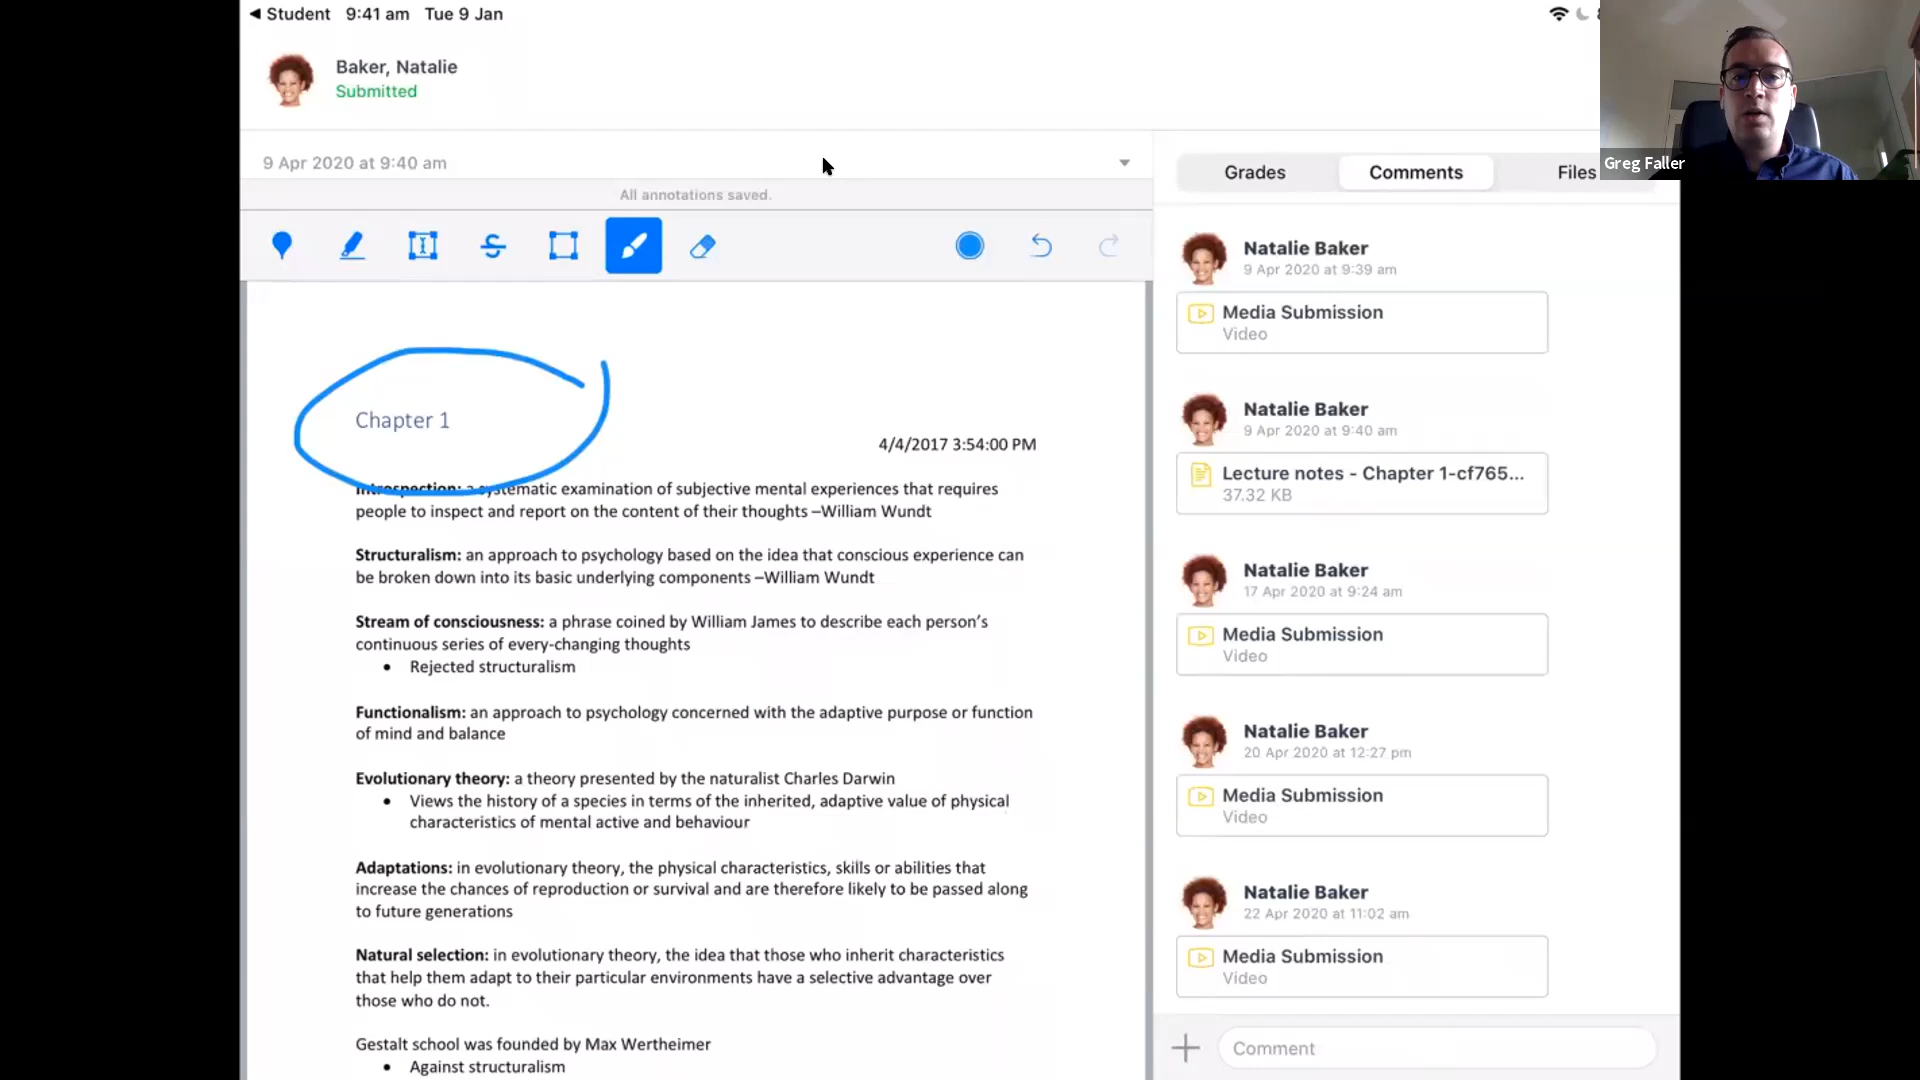 Student 9:41 am Tue 9 Jan
Baker, Natalie
Submitted
9 Apr 2020 at 9:40 am
All annotations saved.
Chapter 1
4/4/2017 3:54:00 PM
Introspection: a systematic examination of subjective mental experiences that requires
people to inspect and report on the content of their thoughts –William Wundt
Structuralism: an approach to psychology based on the idea that conscious experience can
be broken down into its basic underlying components –William Wundt
Stream of consciousness: a phrase coined by William James to describe each person's
continuous series of every-changing thoughts
• Rejected structuralism
Functionalism: an approach to psychology concerned with the adaptive purpose or function
of mind and balance
Evolutionary theory: a theory presented by the naturalist Charles Darwin
• Views the history of a species in terms of the inherited, adaptive value of physical
characteristics of mental active and behaviour
Adaptations: in evolutionary theory, the physical characteristics, skills or abilities that
increase the chances of reproduction or survival and are therefore likely to be passed along
to future generations
Natural selection: in evolutionary theory, the idea that those who inherit characteristics
that help them adapt to their particular environments have a selective advantage over
those who do not.
Gestalt school was founded by Max Wertheimer
• Against structuralism
Grades Comments Files
Natalie Baker
9 Apr 2020 at 9:39 am
Media Submission
Video
Natalie Baker
9 Apr 2020 at 9:40 am
Lecture notes - Chapter 1-cf765...
37.32 KB
Natalie Baker
17 Apr 2020 at 9:24 am
Media Submission
Video
Natalie Baker
20 Apr 2020 at 12:27 pm
Media Submission
Video
Natalie Baker
22 Apr 2020 at 11:02 am
Media Submission
Video
Comment
Greg Faller